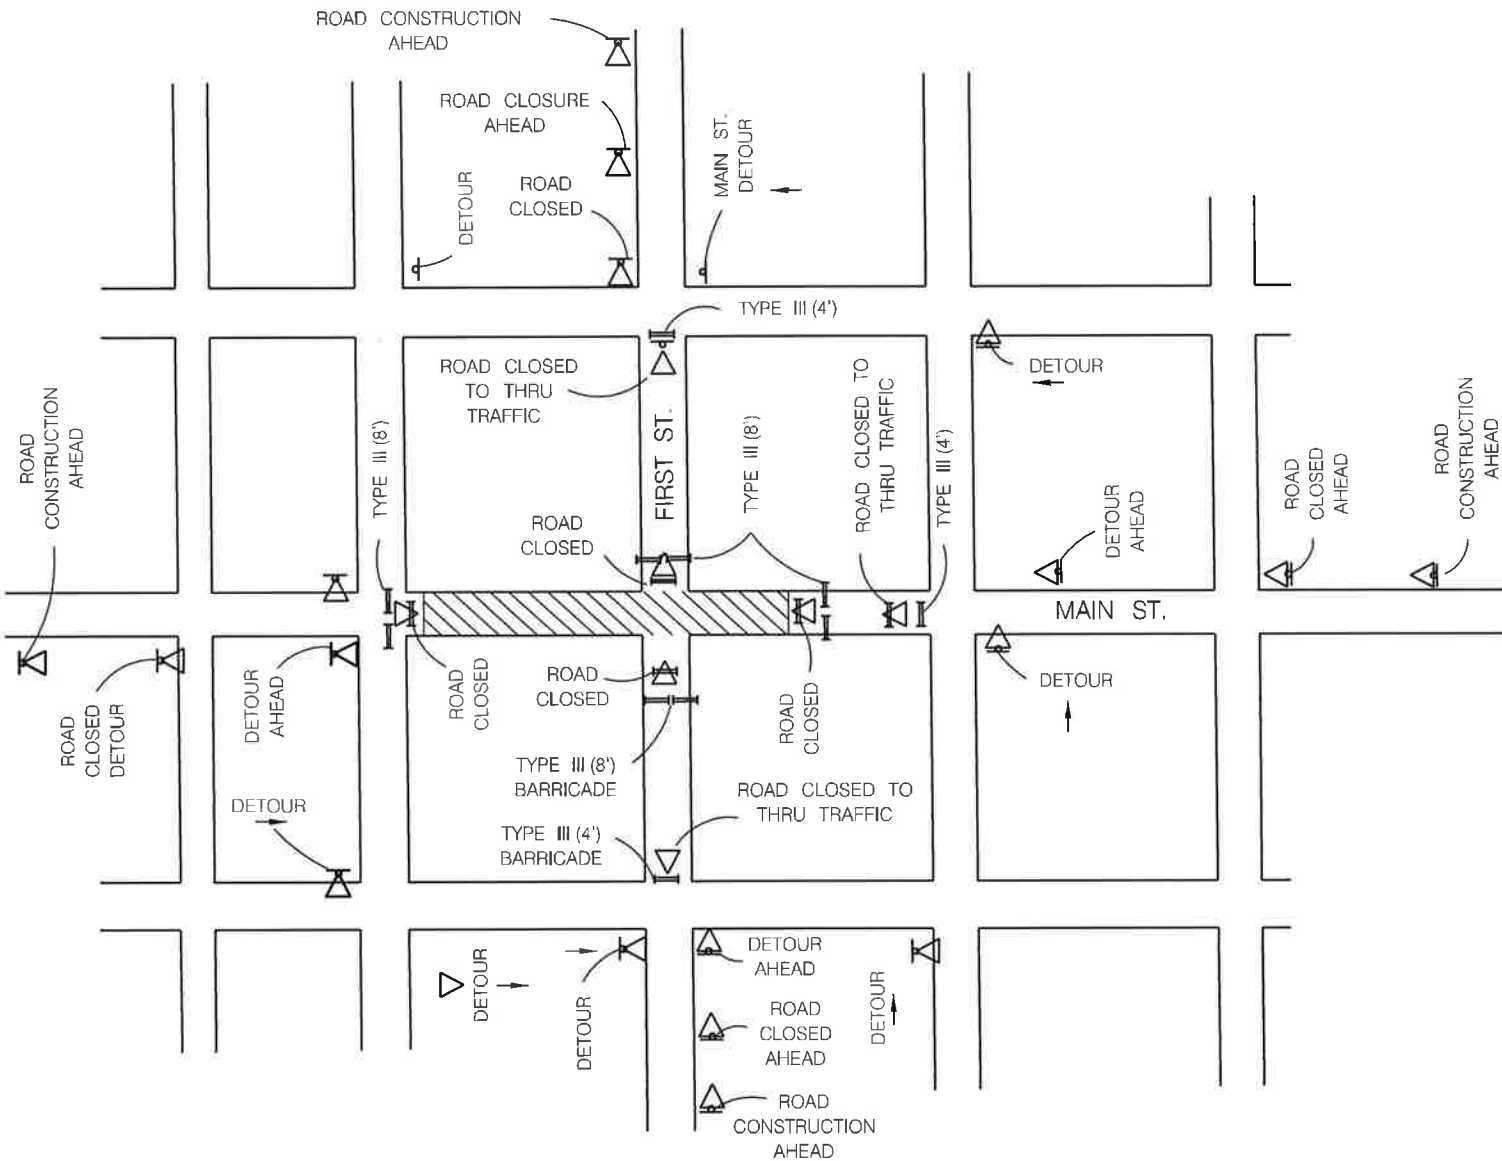 ROAD CONSTRUCTION
AHEAD
ROAD CLOSURE
AHEAD
DETOUR
ROAD
CLOSED
MAIN ST.
DETOUR
TYPE III (4')
ROAD CLOSED
TO THRU
TRAFFIC
DETOUR
ROAD
CONSTRUCTION
AHEAD
TYPE III (8')
FIRST ST.
TYPE III (8')
ROAD CLOSED TO
THRU TRAFFIC
TYPE III (4')
ROAD
CLOSED
DETOUR
AHEAD
ROAD
CLOSED
AHEAD
ROAD
CONSTRUCTION
AHEAD
MAIN ST.
ROAD
CLOSED
DETOUR
DETOUR
AHEAD
ROAD
CLOSED
ROAD
CLOSED
ROAD
CLOSED
DETOUR
TYPE III (8')
BARRICADE
ROAD CLOSED TO
THRU TRAFFIC
DETOUR
TYPE III (4')
BARRICADE
DETOUR
DETOUR
DETOUR
AHEAD
DETOUR
ROAD
CLOSED
AHEAD
ROAD
CONSTRUCTION
AHEAD